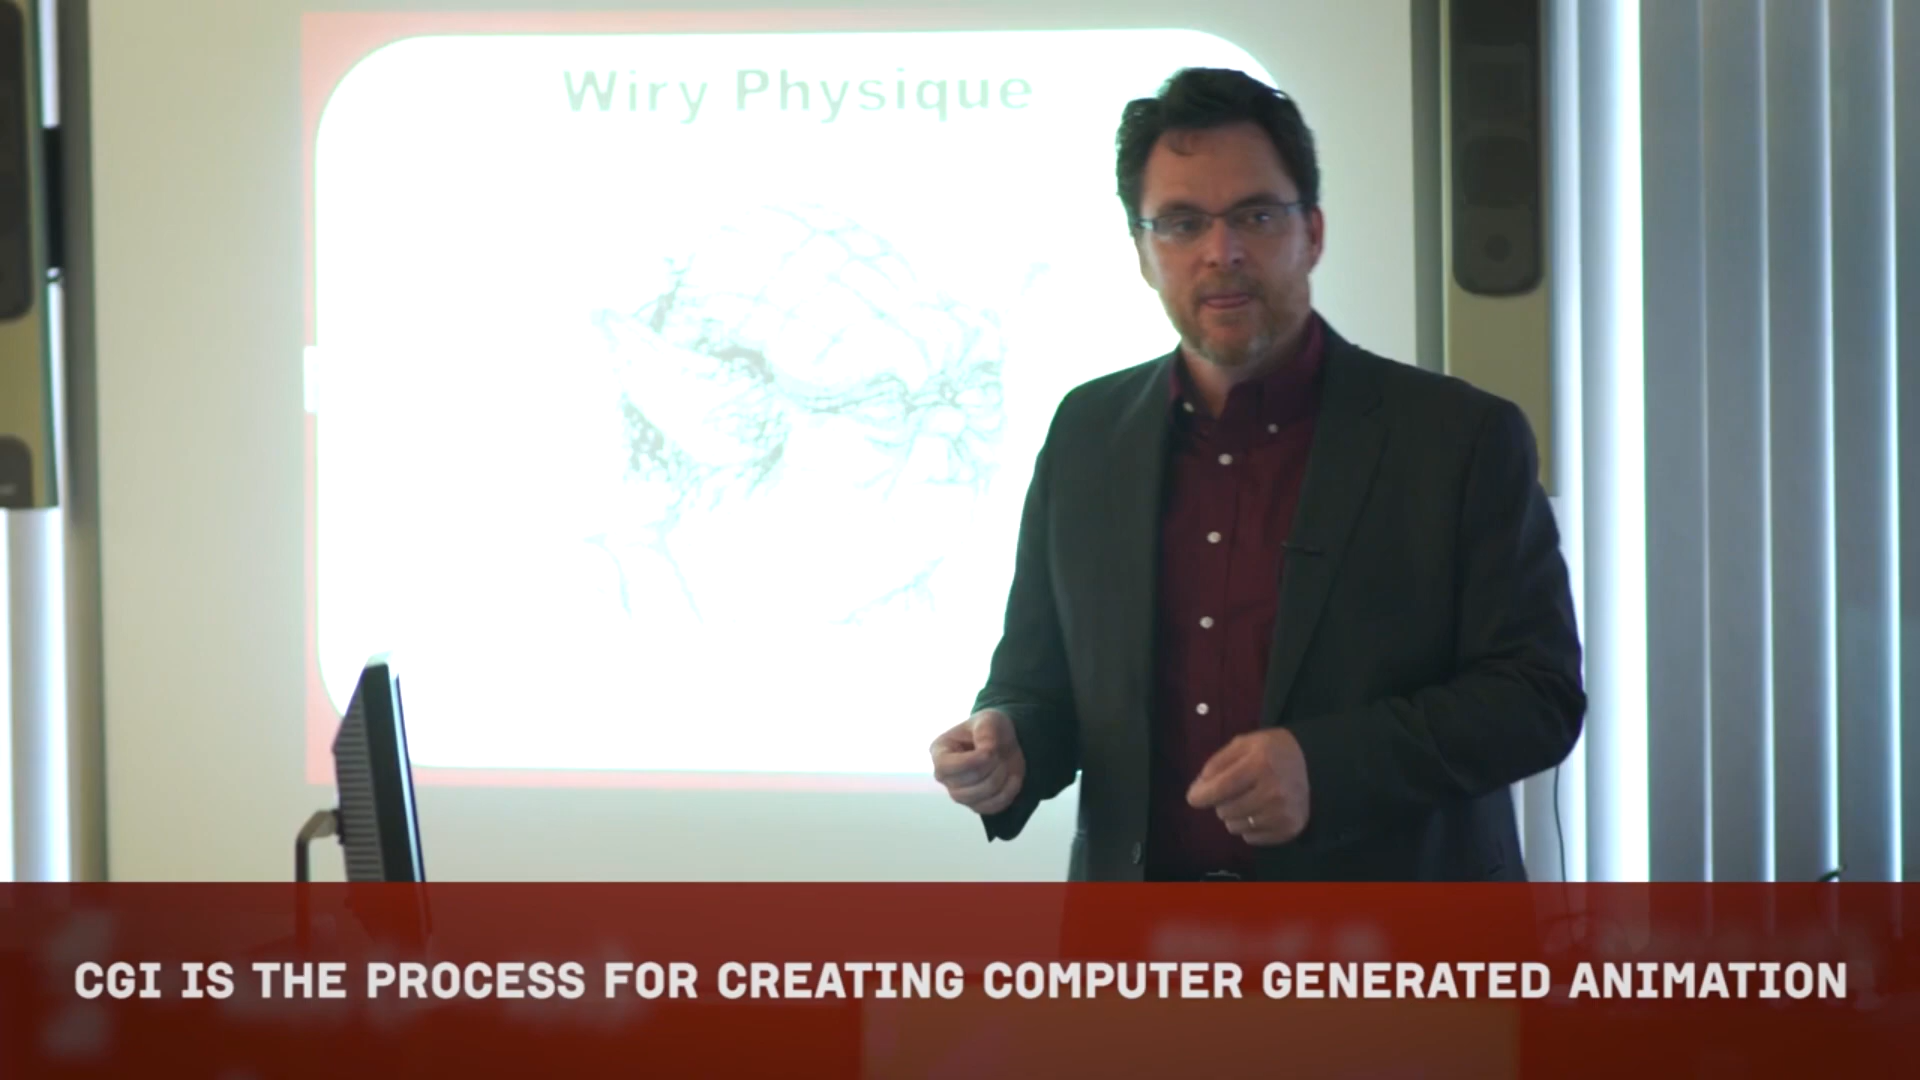 Wiry Physique
CGI IS THE PROCESS FOR CREATING COMPUTER GENERATED ANIMATION